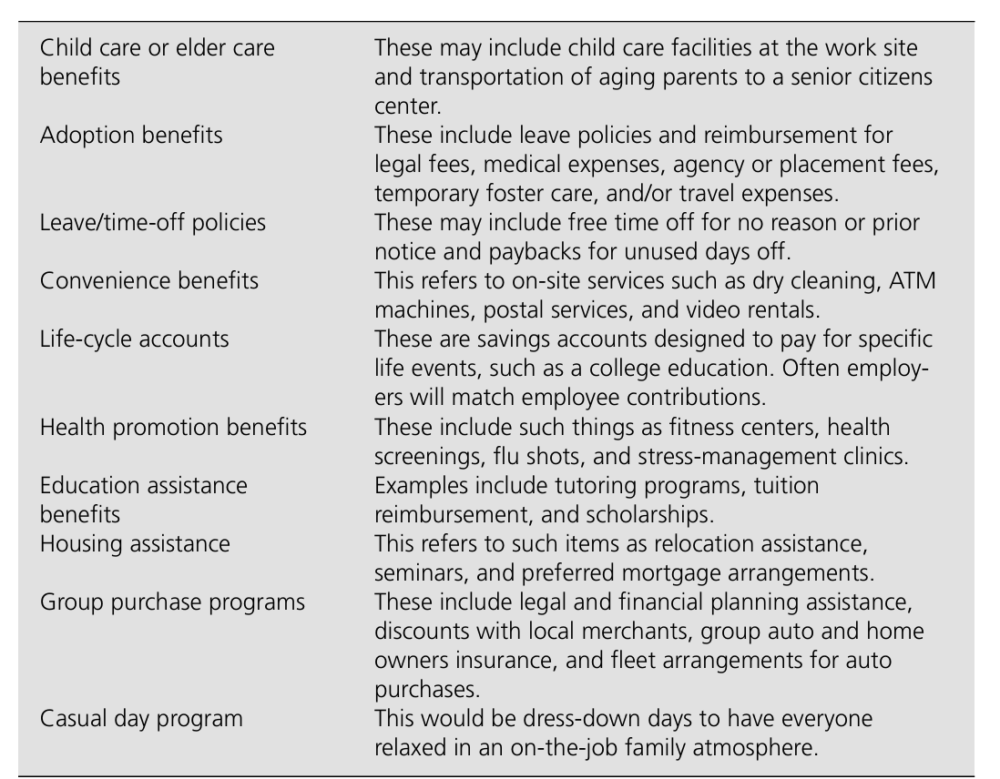 Child care or elder care These may include child care facilities at the work site
benefits and transportation of aging parents to a senior citizens
center.
Adoption benefits These include leave policies and reimbursement for
legal fees, medical expenses, agency or placement fees,
temporary foster care, and/or travel expenses.
Leave/time-off policies These may include free time off for no reason or prior
notice and paybacks for unused days off.
Convenience benefits This refers to on-site services such as dry cleaning, ATM
machines, postal services, and video rentals.
Life-cycle accounts These are savings accounts designed to pay for specific
life events, such as a college education. Often employ-
ers will match employee contributions.
Health promotion benefits These include such things as fitness centers, health
screenings, flu shots, and stress-management clinics.
Education assistance Examples include tutoring programs, tuition
benefits reimbursement, and scholarships.
Housing assistance This refers to such items as relocation assistance,
seminars, and preferred mortgage arrangements.
Group purchase programs These include legal and financial planning assistance,
discounts with local merchants, group auto and home
owners insurance, and fleet arrangements for auto
purchases.
Casual day program This would be dress-down days to have everyone
relaxed in an on-the-job family atmosphere.